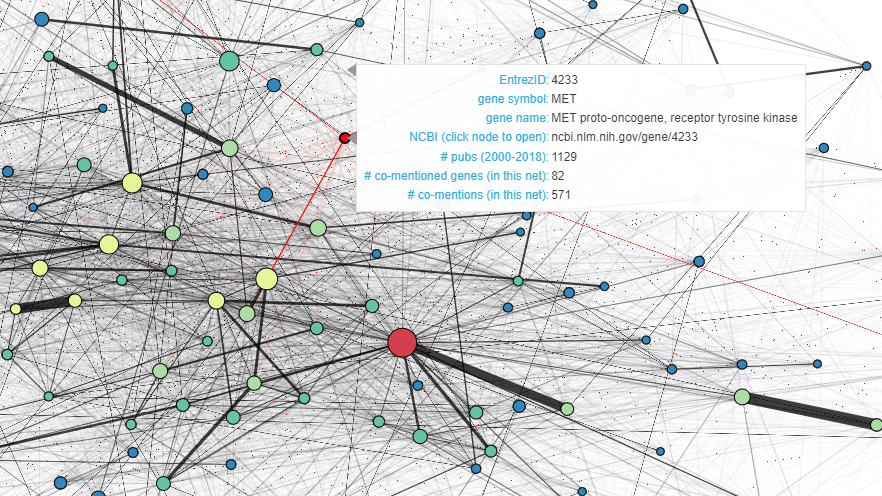 EntrezID: 4233
gene symbol: MET
gene name: MET proto-oncogene, receptor tyrosine kinase
NCBI (click node to open): ncbi.nlm.nih.gov/gene/4233
# pubs (2000-2018): 1129
# co-mentioned genes (in this net): 82
# co-mentions (in this net): 571